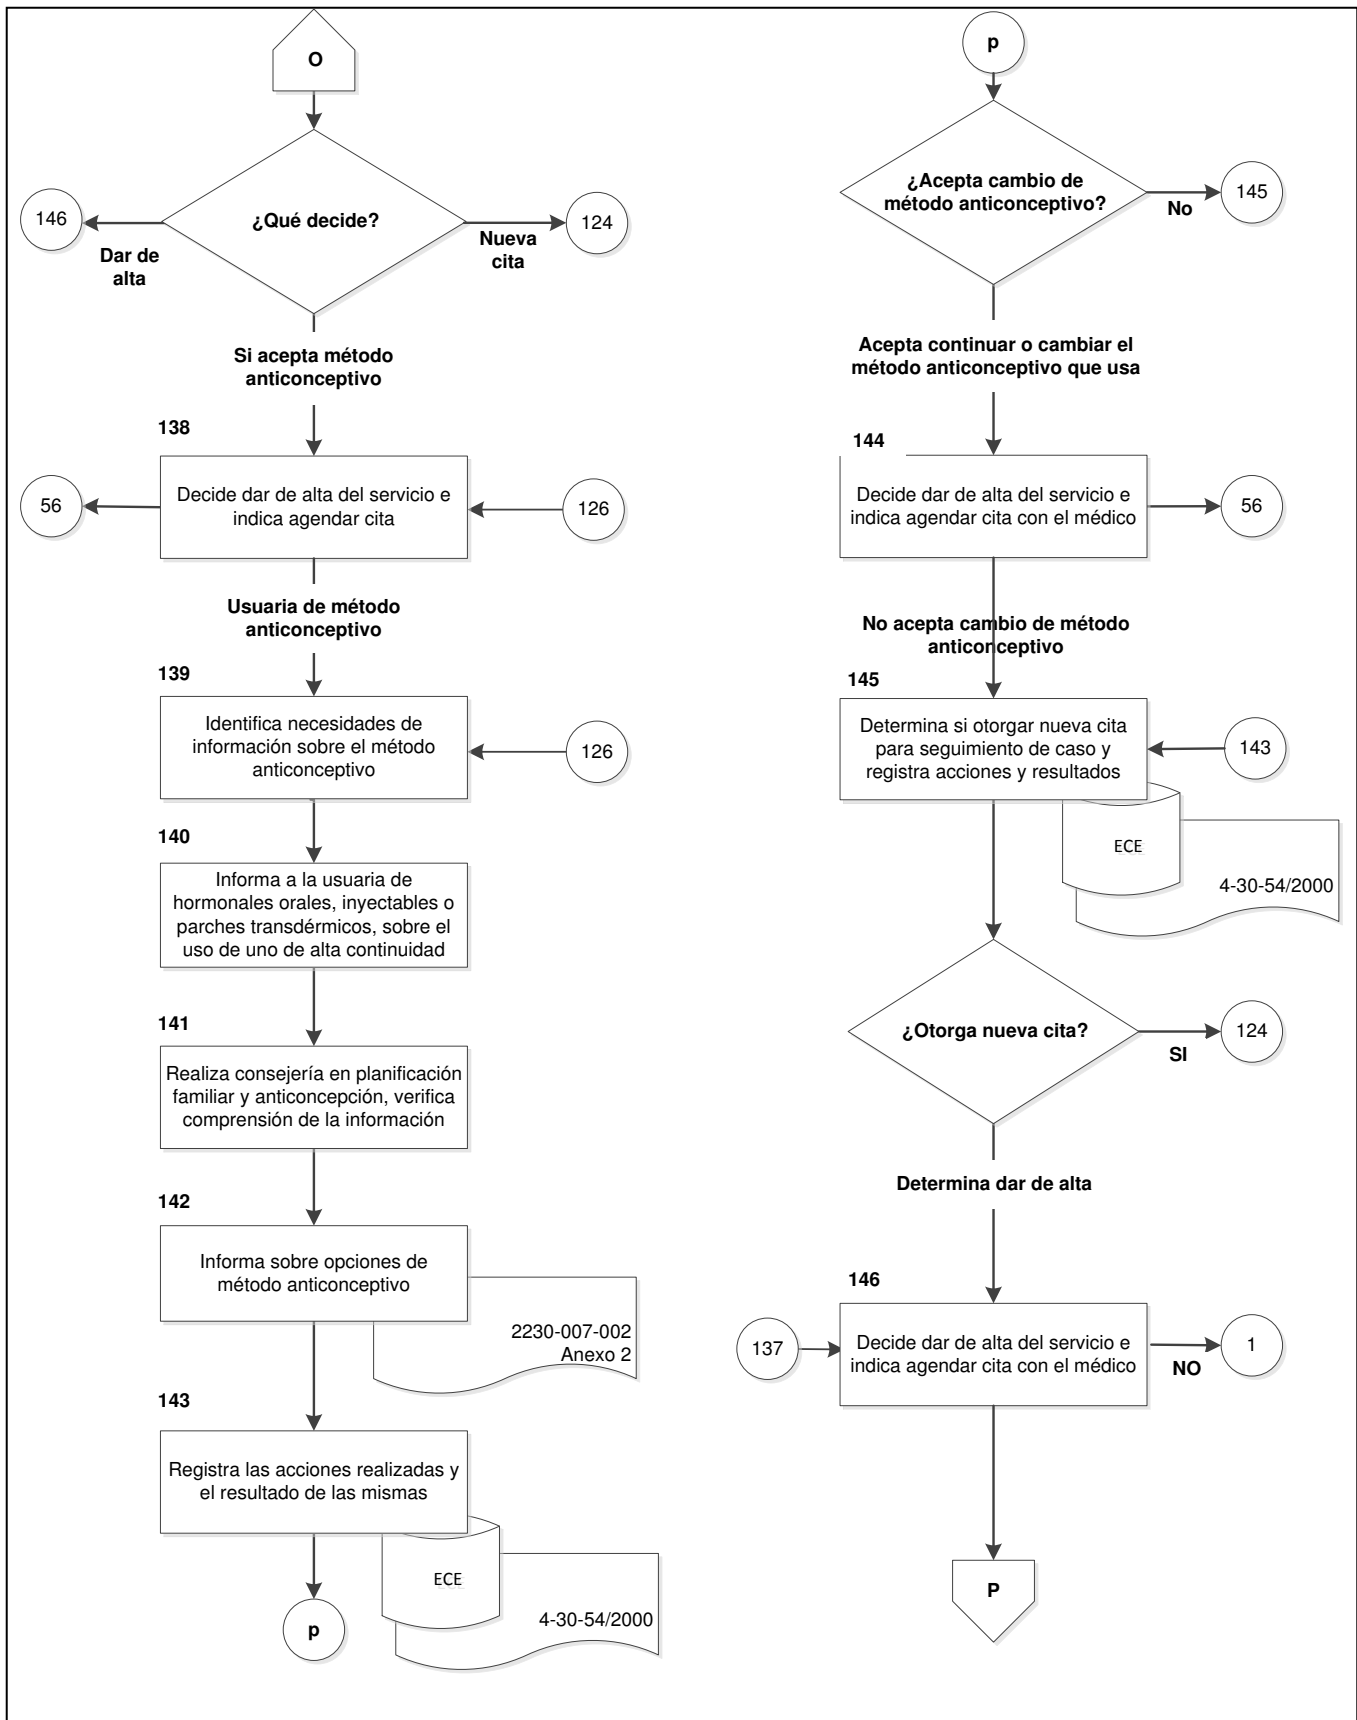 O
¿Qué decide?
146
Dar de
alta
124
Nueva
cita
Si acepta método
anticonceptivo
138
Decide dar de alta del servicio e
indica agendar cita
56
126
Usuaria de método
anticonceptivo
139
Identifica necesidades de
información sobre el método
anticonceptivo
126
140
Informa a la usuaria de
hormonales orales, inyectables o
parches transdérmicos, sobre el
uso de uno de alta continuidad
141
Realiza consejería en planificación
familiar y anticoncepción, verifica
comprensión de la información
142
Informa sobre opciones de
método anticonceptivo
2230-007-002
Anexo 2
143
Registra las acciones realizadas y
el resultado de las mismas
ECE
4-30-54/2000
p
p
¿Acepta cambio de
método anticonceptivo?
No
145
Acepta continuar o cambiar el
método anticonceptivo que usa
144
Decide dar de alta del servicio e
indica agendar cita con el médico
56
No acepta cambio de método
anticonceptivo
145
Determina si otorgar nueva cita
para seguimiento de caso y
registra acciones y resultados
143
ECE
4-30-54/2000
¿Otorga nueva cita?
SI
124
Determina dar de alta
146
Decide dar de alta del servicio e
indica agendar cita con el médico
137
NO
1
P